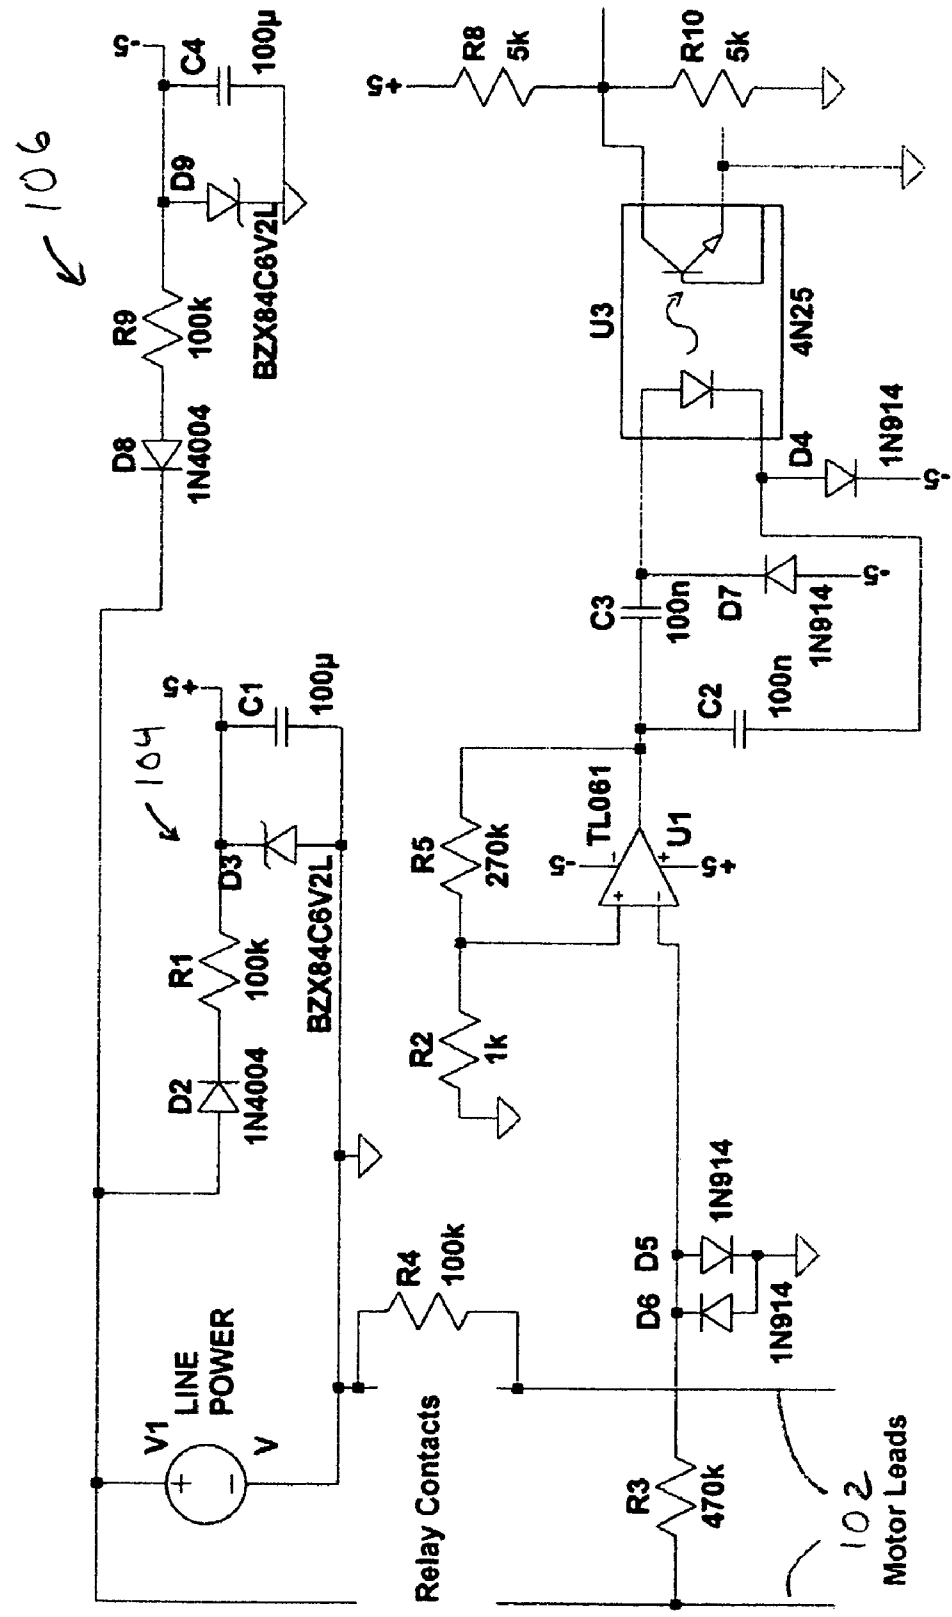 V1
LINE
POWER
V
D2
1N4004
R1
100k
D3
BZX84C6V2L
+5
C1
100µ
104
D8
1N4004
R9
100k
D9
BZX84C6V2L
-5
C4
100µ
106
Relay Contacts
R4
100k
R3
470k
D6
D5
1N914
1N914
102
Motor Leads
R2
1k
R5
270k
-5
TL061
U1
+5
C3
100n
C2
100n
D7
1N914
-5
U3
4N25
D4
1N914
-5
+5
R8
5k
R10
5k